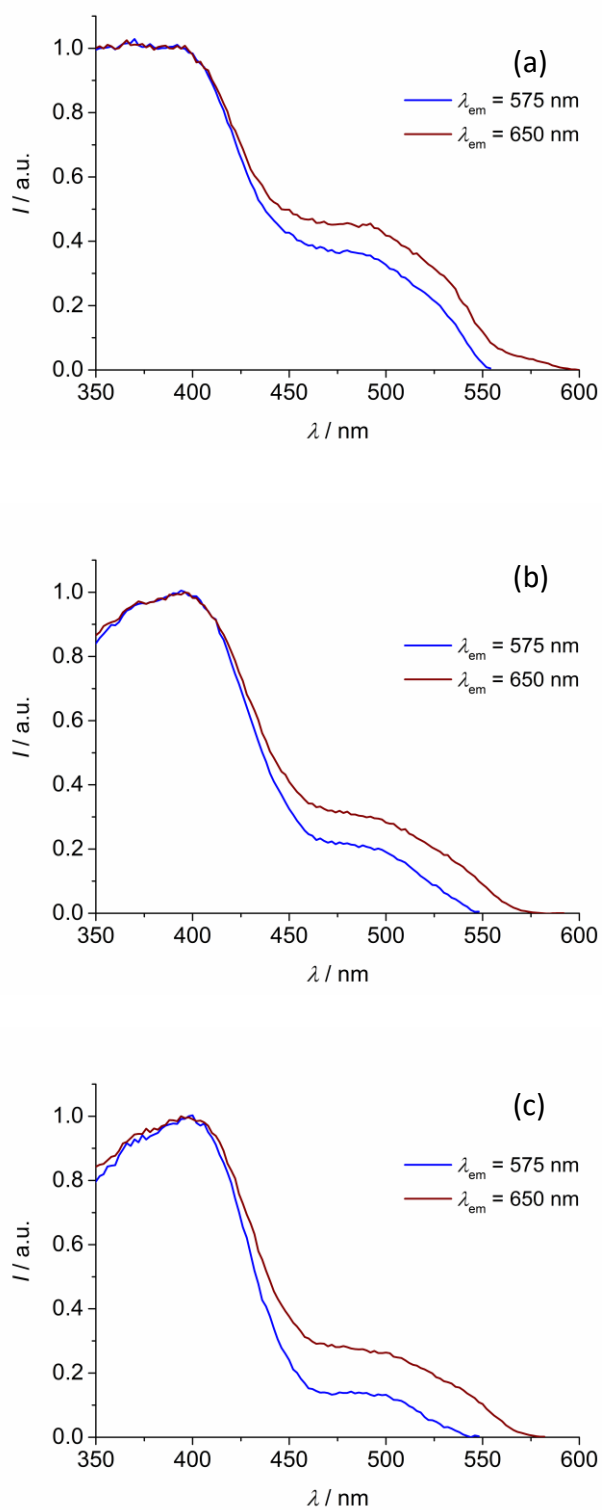 (a)
λem = 575 nm
λem = 650 nm
1.0
0.8
0.6
0.4
0.2
0.0
I / a.u.
350 400 450 500 550 600
λ / nm
(b)
λem = 575 nm
λem = 650 nm
1.0
0.8
0.6
0.4
0.2
0.0
I / a.u.
350 400 450 500 550 600
λ / nm
(c)
λem = 575 nm
λem = 650 nm
1.0
0.8
0.6
0.4
0.2
0.0
I / a.u.
350 400 450 500 550 600
λ / nm